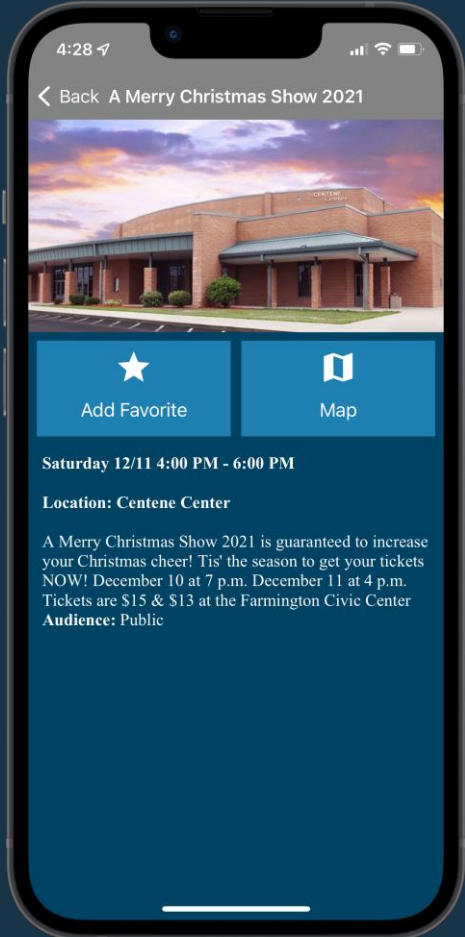 4:28
Back A Merry Christmas Show 2021
CENTENE
Add Favorite
Map
Saturday 12/11 4:00 PM - 6:00 PM
Location: Centene Center
A Merry Christmas Show 2021 is guaranteed to increase
your Christmas cheer! Tis' the season to get your tickets
NOW! December 10 at 7 p.m. December 11 at 4 p.m.
Tickets are $15 & $13 at the Farmington Civic Center
Audience: Public